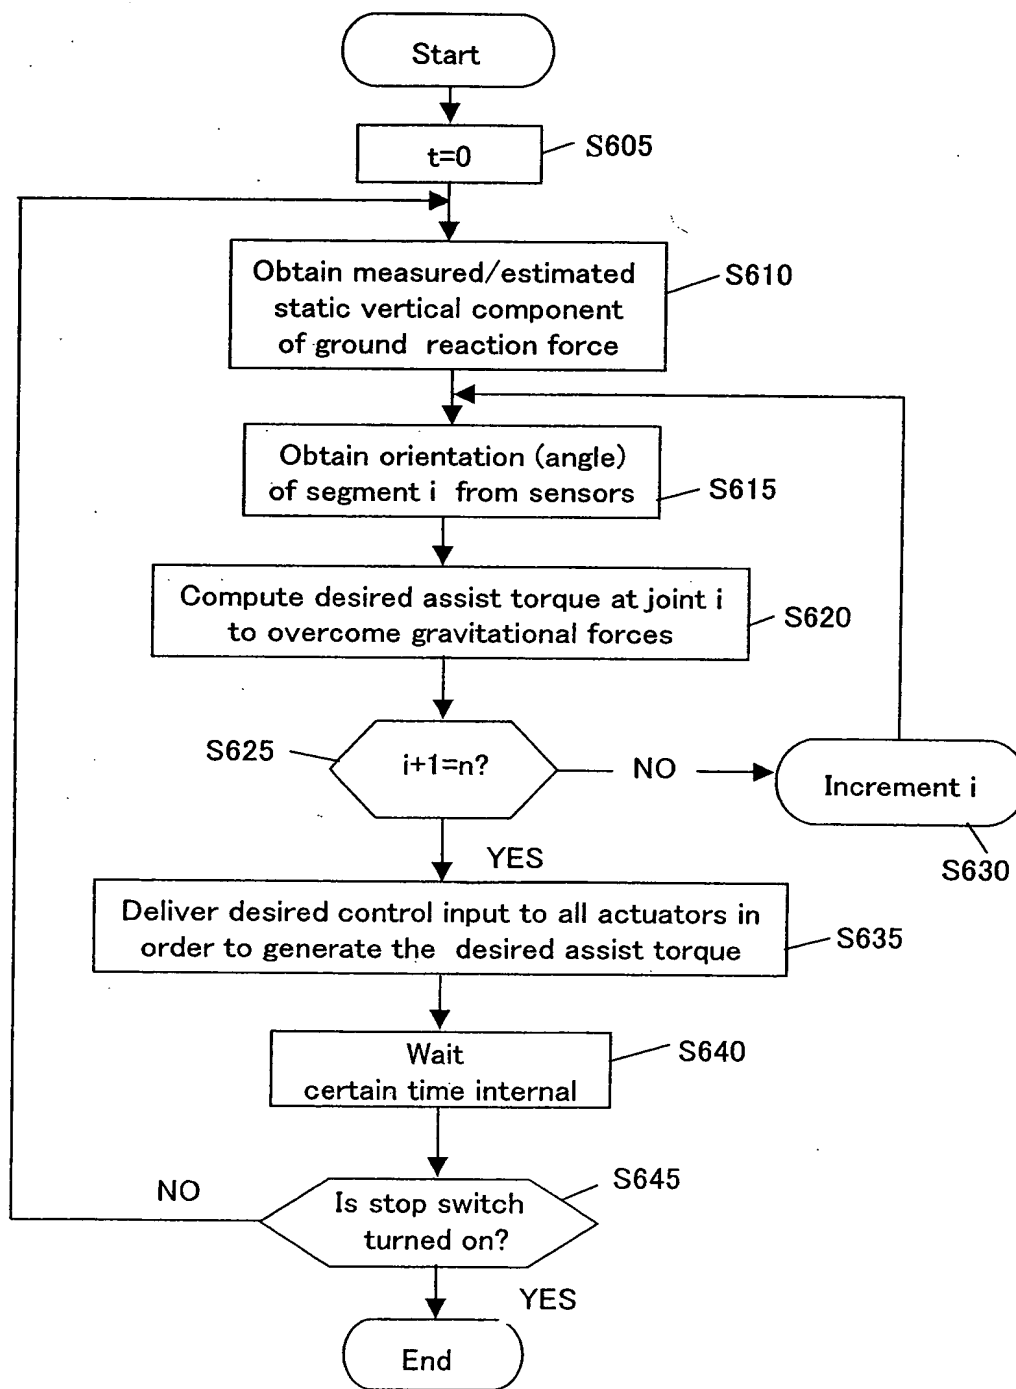 Start
t=0
S605
Obtain measured/estimated
static vertical component
of ground reaction force
S610
Obtain orientation (angle)
of segment i from sensors
S615
Compute desired assist torque at joint i
to overcome gravitational forces
S620
S625
i+1=n?
NO
Increment i
S630
YES
Deliver desired control input to all actuators in
order to generate the desired assist torque
S635
Wait
certain time internal
S640
NO
Is stop switch
turned on?
S645
YES
End